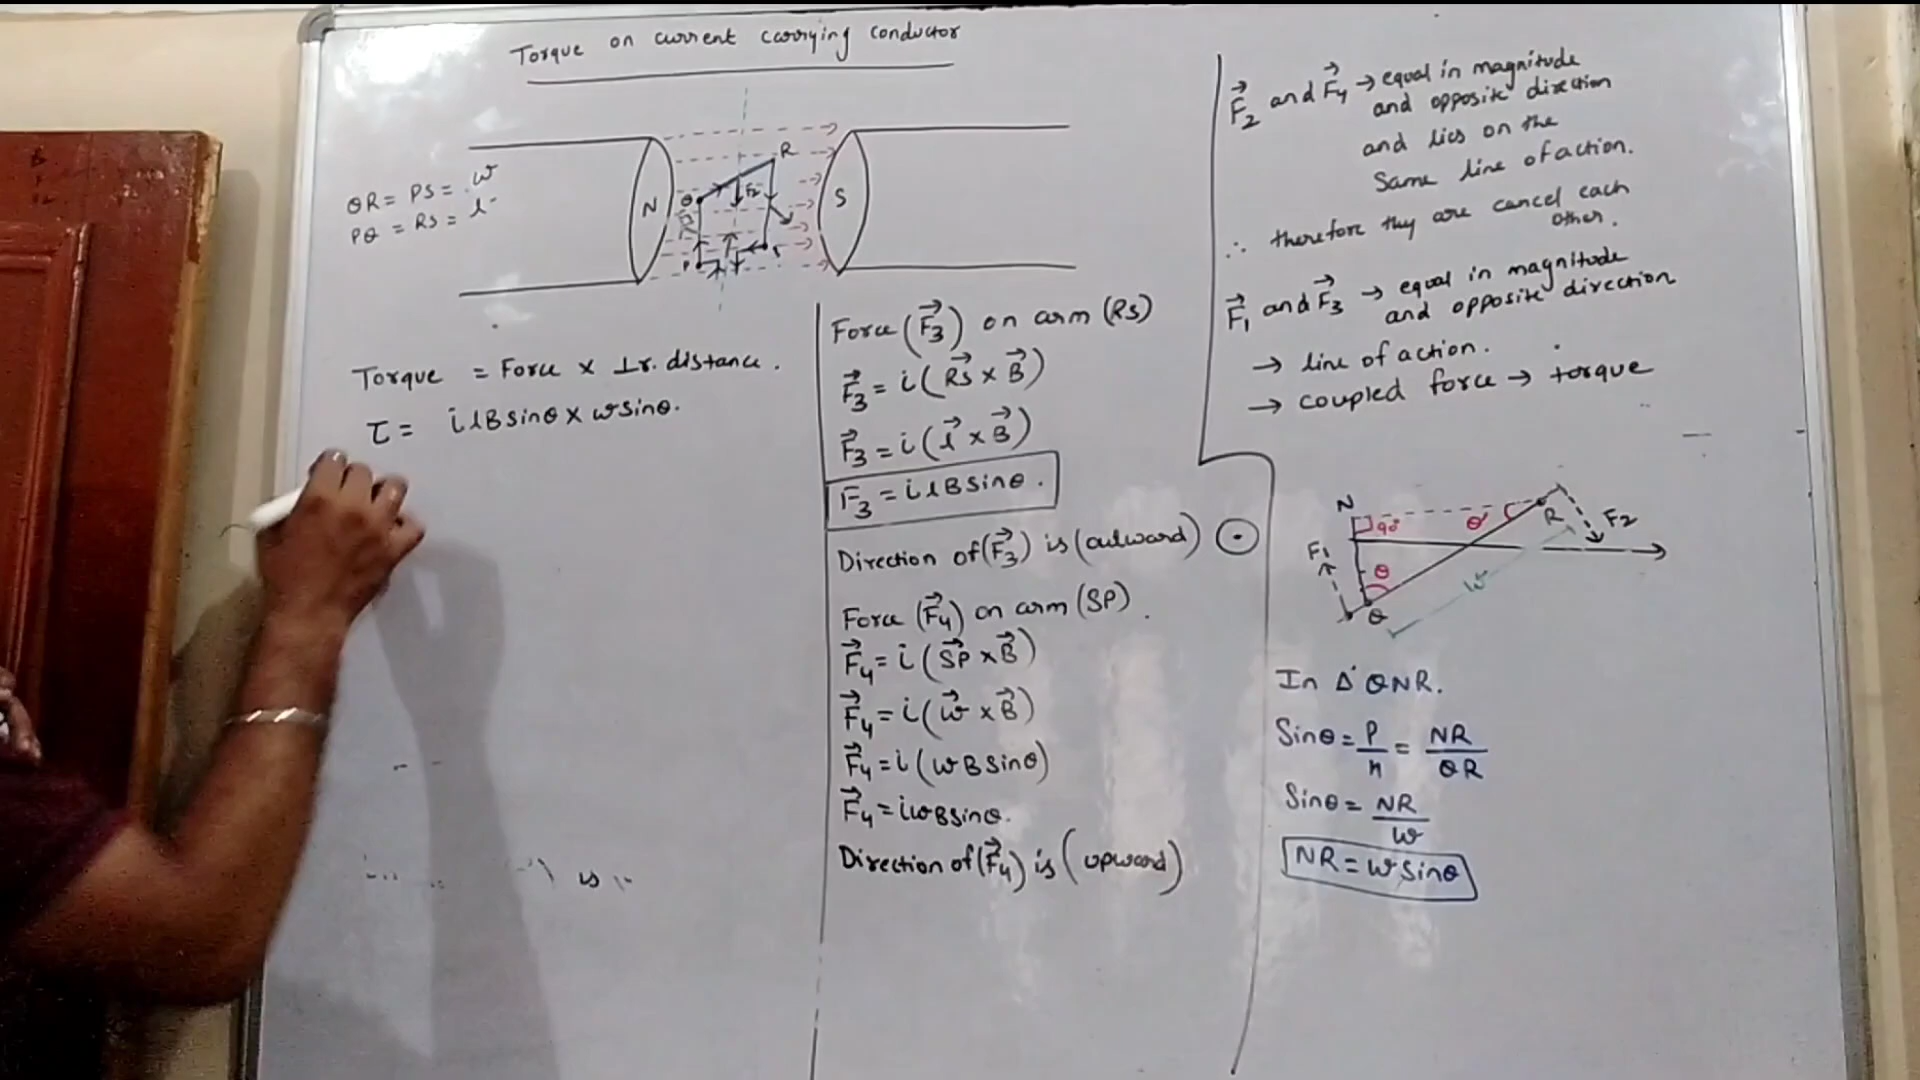 Torque on current carrying conductor
QR = PS = w
PQ = RS = l
N
S
Q
R
F2
P
Torque = Force × ⊥r. distance.
τ = ilBsinθ × wsinθ.
is
Force (F⃗3) on arm (RS)
F⃗3 = i(RS⃗ × B⃗)
F⃗3 = i(l⃗ × B⃗)
F3 = ilBsinθ.
Direction of (F⃗3) is (outward) ⊙
Force (F⃗4) on arm (SP).
F⃗4 = i(SP⃗ × B⃗)
F⃗4 = i(w⃗ × B⃗)
F⃗4 = i(wBsinθ)
F⃗4 = iwBsinθ.
Direction of (F⃗4) is (upward)
F⃗2 and F⃗4 → equal in magnitude
and opposite direction
and lies on the
Same line of action.
∴ therefore they are cancel each
other.
F⃗1 and F⃗3 → equal in magnitude
and opposite direction
→ line of action.
→ coupled force → torque
N
90°
θ'
R
F2
F1
θ
w
Q
In Δ QNR.
Sinθ = P/h = NR/QR
Sinθ = NR/w
NR = wsinθ